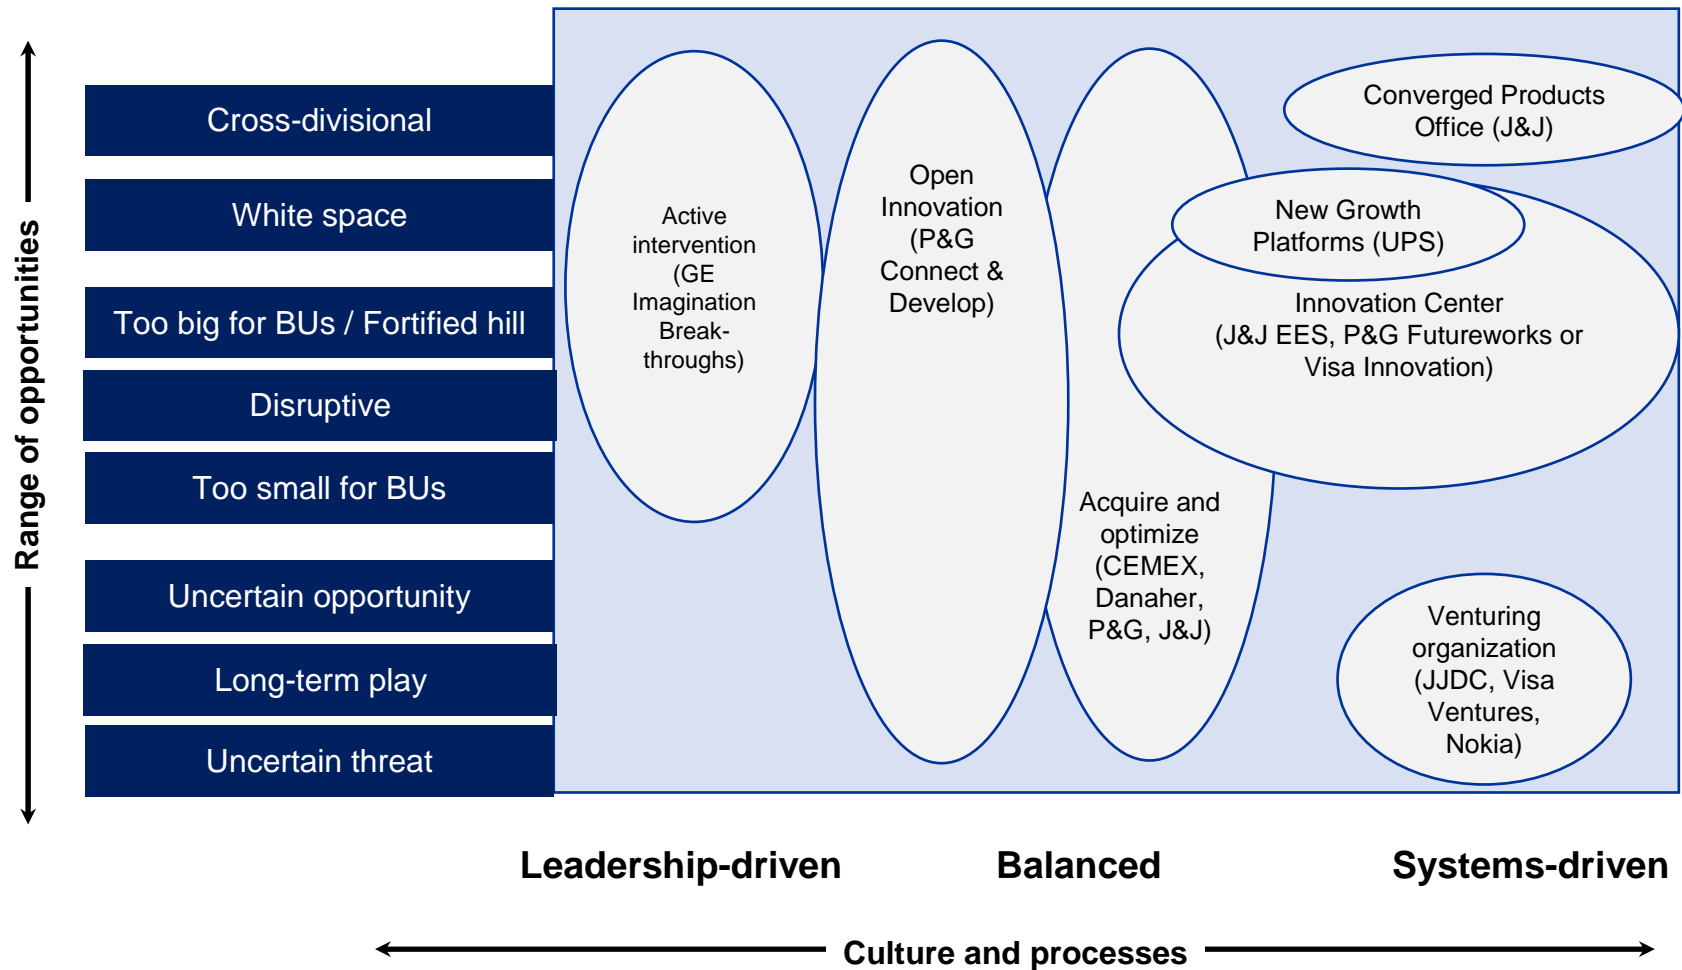 Range of opportunities
Cross-divisional
White space
Too big for BUs / Fortified hill
Disruptive
Too small for BUs
Uncertain opportunity
Long-term play
Uncertain threat
Active
intervention
(GE
Imagination
Break-
throughs)
Open
Innovation
(P&G
Connect &
Develop)
Acquire and
optimize
(CEMEX,
Danaher,
P&G, J&J)
Converged Products
Office (J&J)
New Growth
Platforms (UPS)
Innovation Center
(J&J EES, P&G Futureworks or
Visa Innovation)
Venturing
organization
(JJDC, Visa
Ventures,
Nokia)
Leadership-driven
Balanced
Systems-driven
Culture and processes